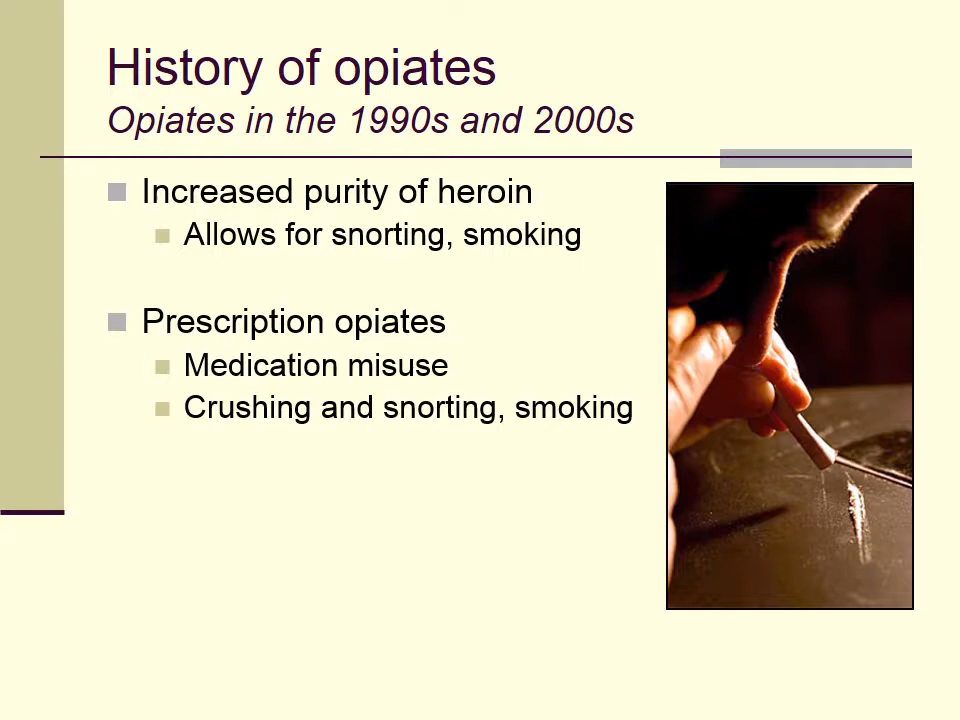 History of opiates
Opiates in the 1990s and 2000s
Increased purity of heroin
Allows for snorting, smoking
Prescription opiates
Medication misuse
Crushing and snorting, smoking